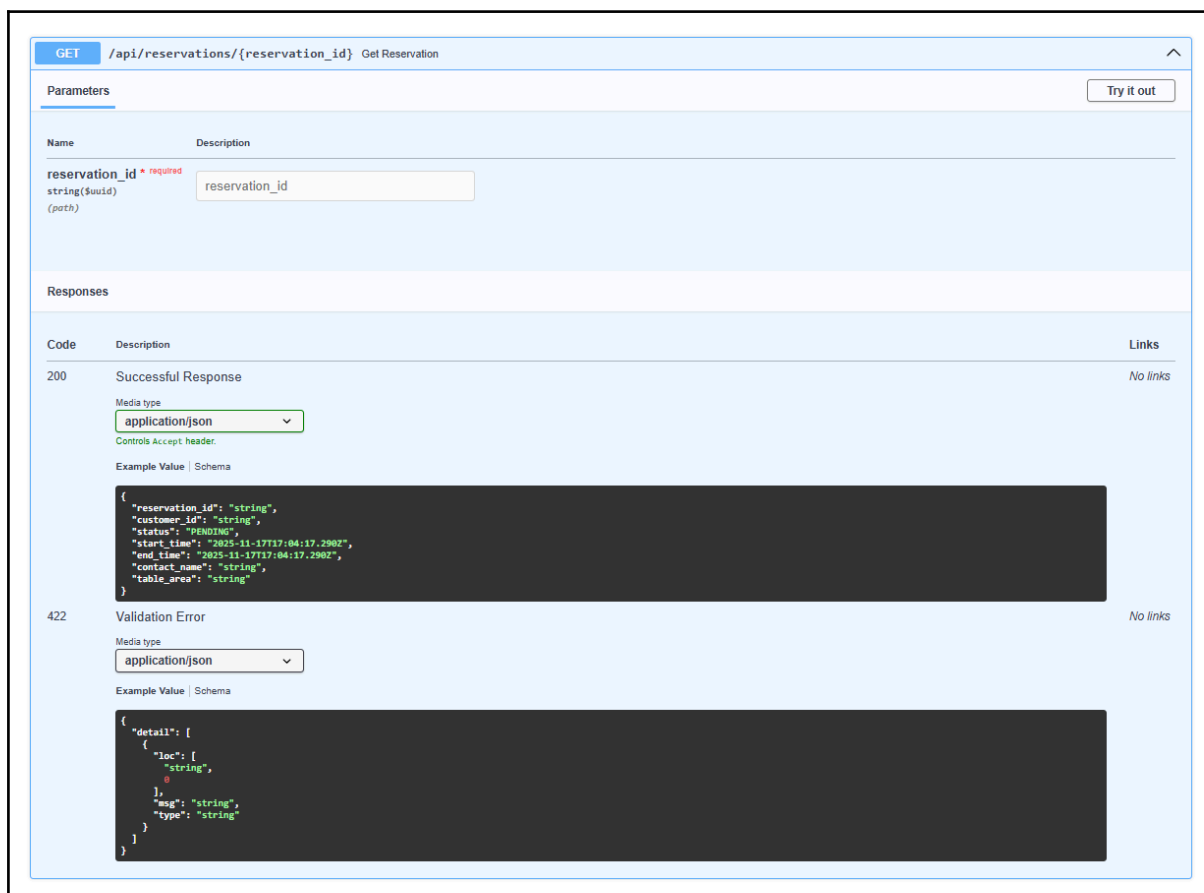 GET /api/reservations/{reservation_id} Get Reservation
Parameters
Try it out
Name Description
reservation_id * required
string($uuid)
(path)
reservation_id
Responses
Code Description Links
200 Successful Response No links
Media type
application/json
Controls Accept header.
Example Value | Schema
{
  "reservation_id": "string",
  "customer_id": "string",
  "status": "PENDING",
  "start_time": "2025-11-17T17:04:17.290Z",
  "end_time": "2025-11-17T17:04:17.290Z",
  "contact_name": "string",
  "table_area": "string"
}
422 Validation Error No links
Media type
application/json
Example Value | Schema
{
  "detail": [
    {
      "loc": [
        "string",
        0
      ],
      "msg": "string",
      "type": "string"
    }
  ]
}